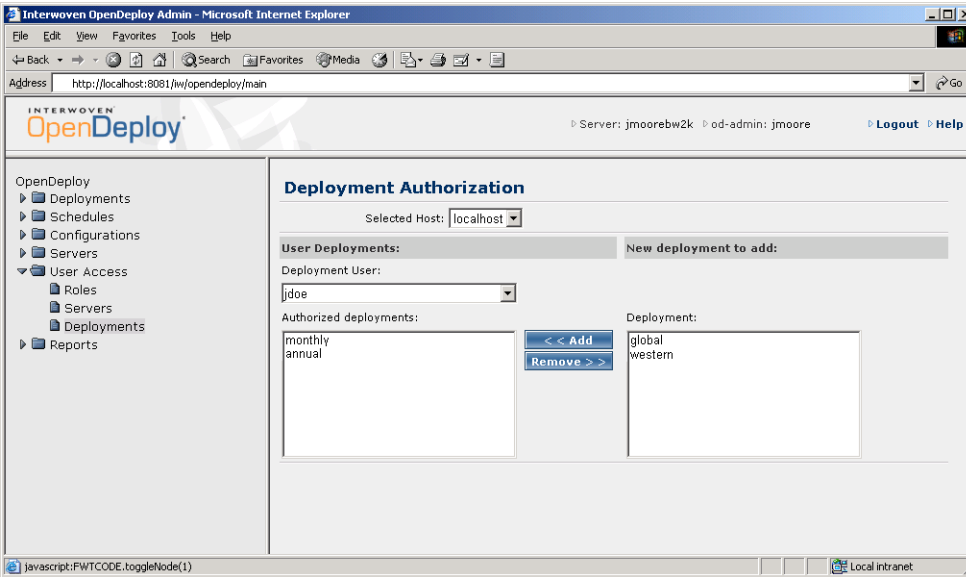 Interwoven OpenDeploy Admin - Microsoft Internet Explorer
File Edit View Favorites Tools Help
Back Search Favorites Media
Address http://localhost:8081/iw/opendeploy/main Go
INTERWOVEN
OpenDeploy
Server: jmoorebw2k od-admin: jmoore Logout Help
OpenDeploy
Deployments
Schedules
Configurations
Servers
User Access
Roles
Servers
Deployments
Reports
Deployment Authorization
Selected Host: localhost
User Deployments: New deployment to add:
Deployment User:
jdoe
Authorized deployments: Deployment:
monthly
annual
<< Add
Remove >>
global
western
javascript:FWTCODE.toggleNode(1) Local intranet